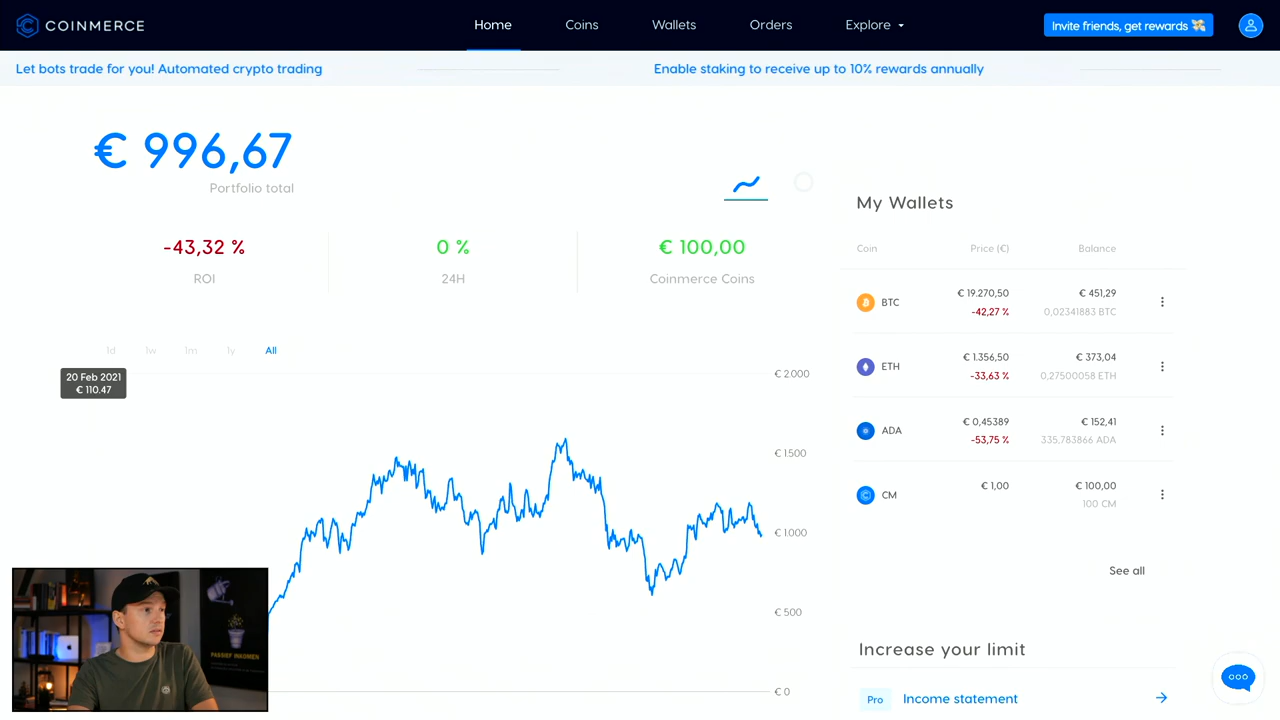 COINMERCE
Home
Coins
Wallets
Orders
Explore
Invite friends, get rewards 💸
Let bots trade for you! Automated crypto trading
Enable staking to receive up to 10% rewards annually
€ 996,67
Portfolio total
-43,32 %
ROI
0 %
24H
€ 100,00
Coinmerce Coins
1d
1w
1m
1y
All
20 Feb 2021
€ 110.47
€ 2.000
€ 1.500
€ 1.000
€ 500
€ 0
My Wallets
Coin
Price (€)
Balance
BTC
€ 19.270,50
€ 451,29
-42,27 %
0,02341883 BTC
ETH
€ 1.356,50
€ 373,04
-33,63 %
0,27500058 ETH
ADA
€ 0,45389
€ 152,41
-53,75 %
335,783866 ADA
CM
€ 1,00
€ 100,00
100 CM
See all
Increase your limit
Pro
Income statement
PASSIEF INKOMEN